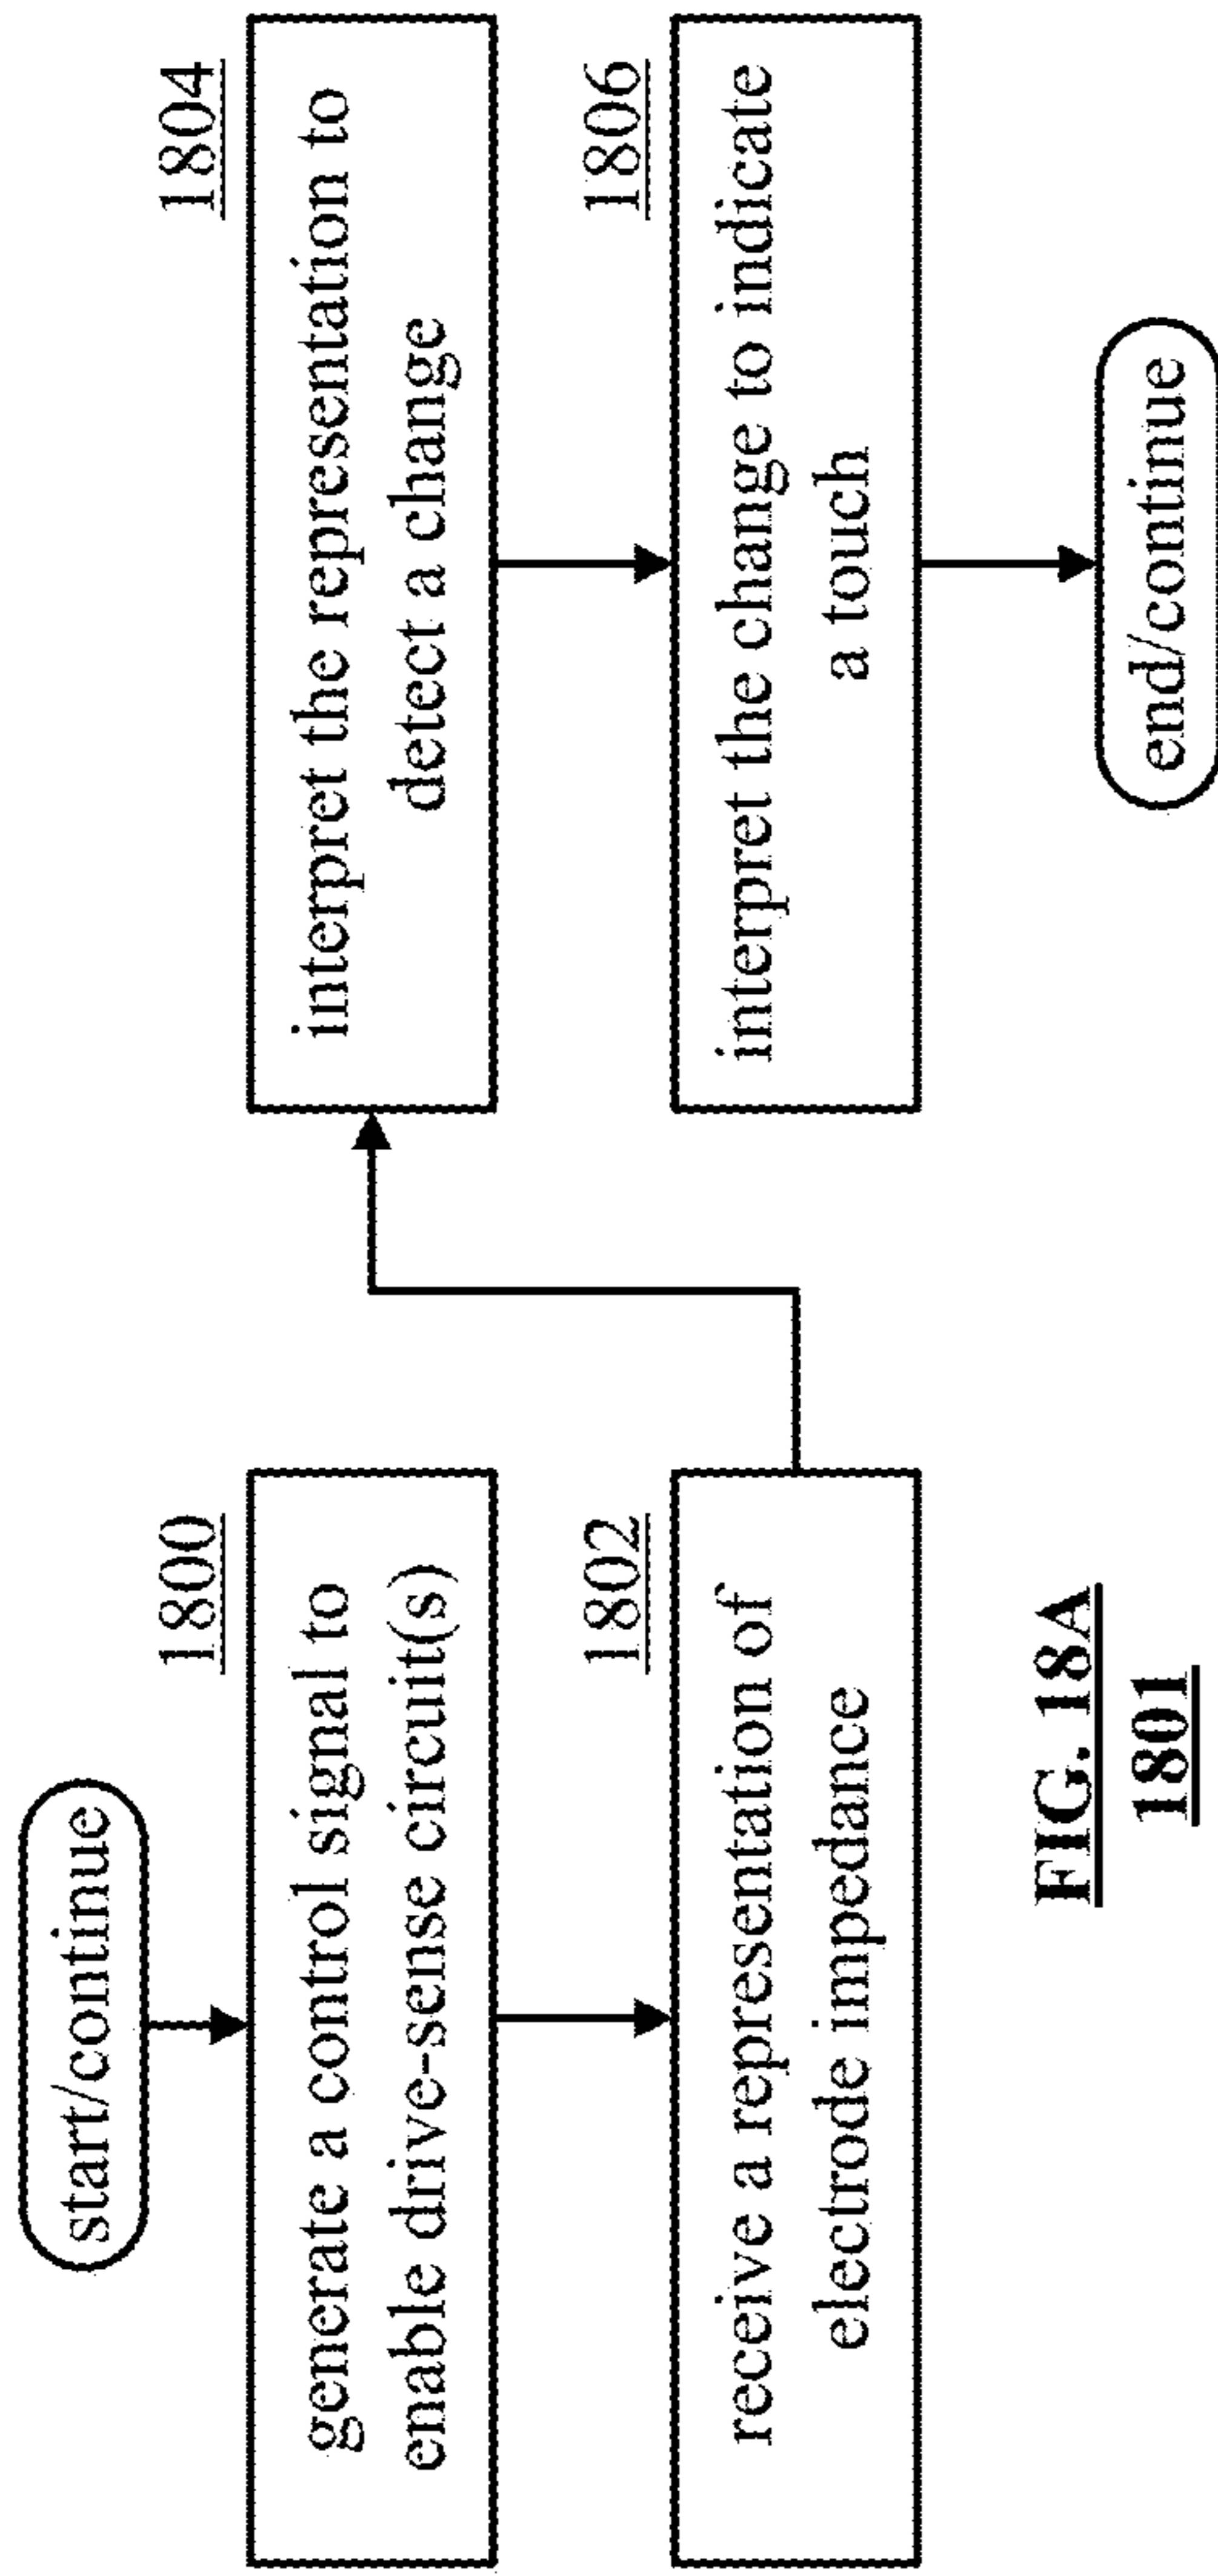 start/continue
1800
generate a control signal to
enable drive-sense circuit(s)
1802
receive a representation of
electrode impedance
1804
interpret the representation to
detect a change
1806
interpret the change to indicate
a touch
end/continue
FIG. 18A
1801